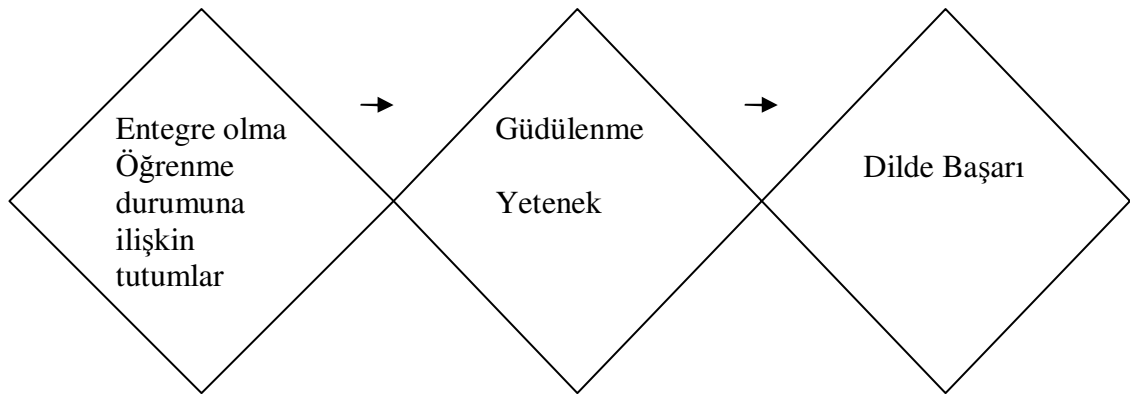 Entegre olma
Öğrenme
durumuna
ilişkin
tutumlar
Güdülenme
Yetenek
Dilde Başarı